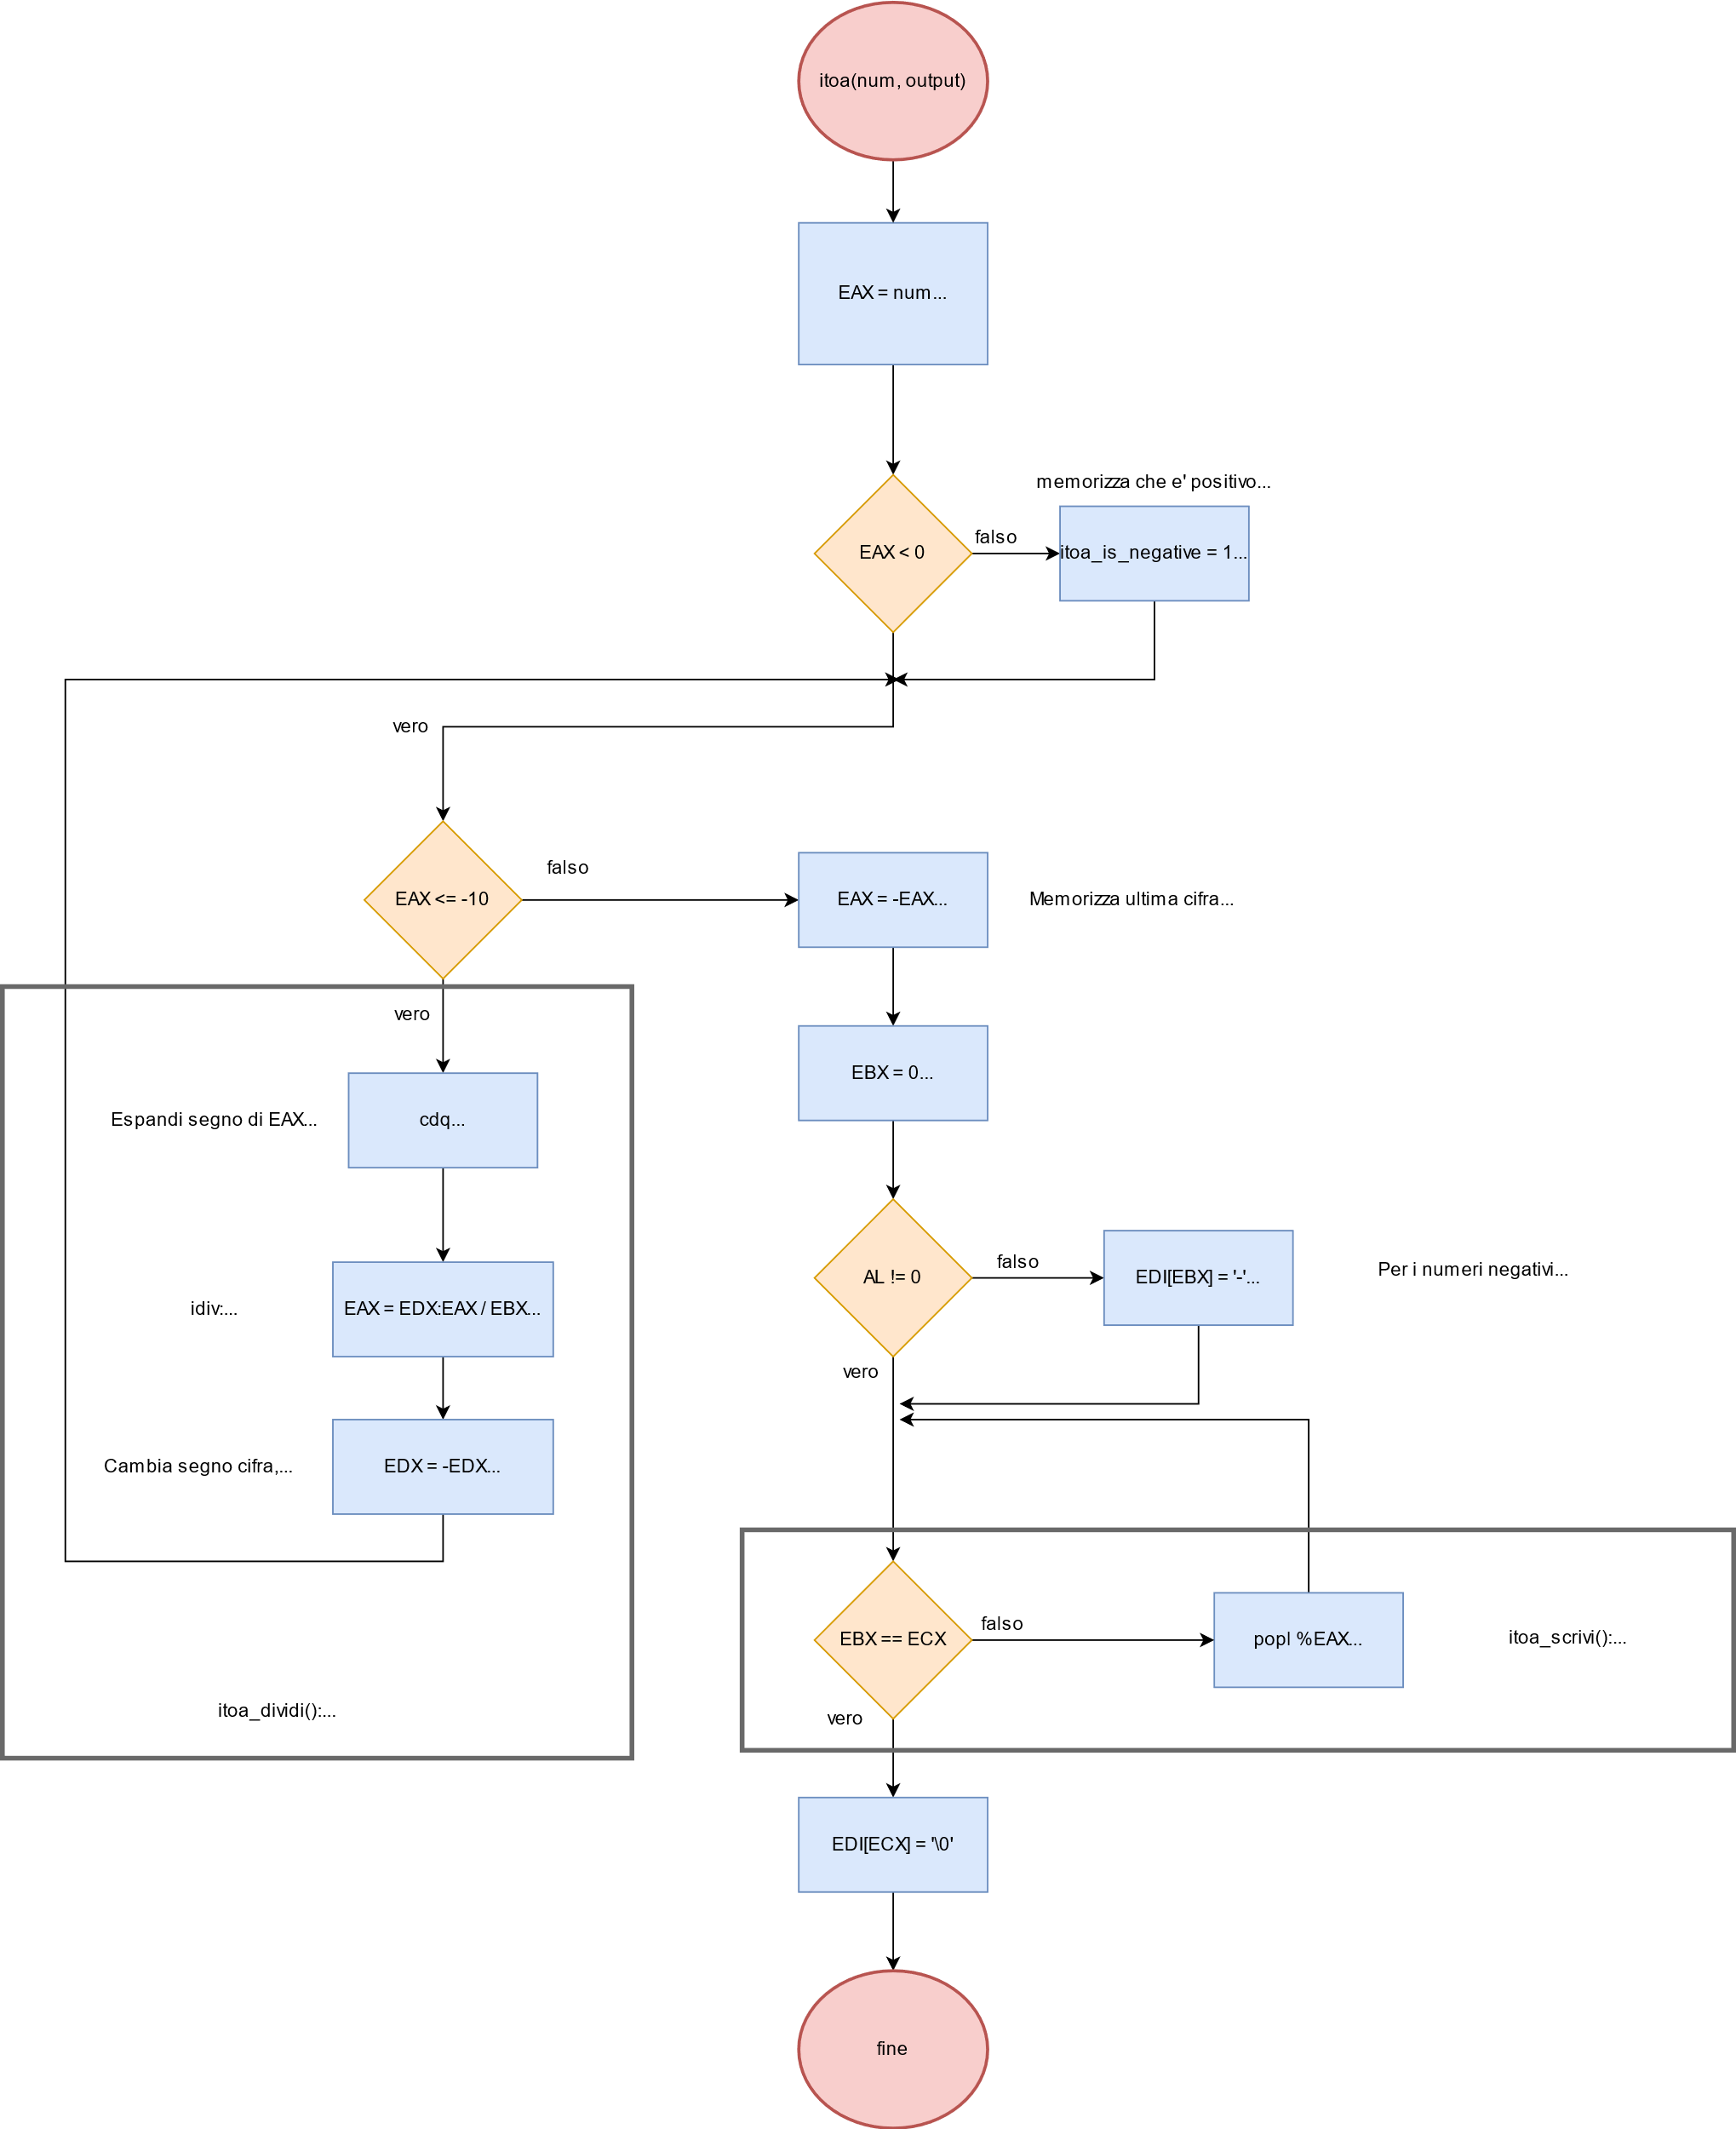 itoa(num, output)
EAX = num...
memorizza che e' positivo...
EAX < 0
falso
itoa_is_negative = 1...
vero
EAX <= -10
falso
EAX = -EAX...
Memorizza ultima cifra...
vero
EBX = 0...
Espandi segno di EAX...
cdq...
AL != 0
falso
EDI[EBX] = '-'...
Per i numeri negativi...
idiv:...
EAX = EDX:EAX / EBX...
vero
Cambia segno cifra,...
EDX = -EDX...
EBX == ECX
falso
popl %EAX...
itoa_scrivi():...
itoa_dividi():...
vero
EDI[ECX] = '\0'
fine